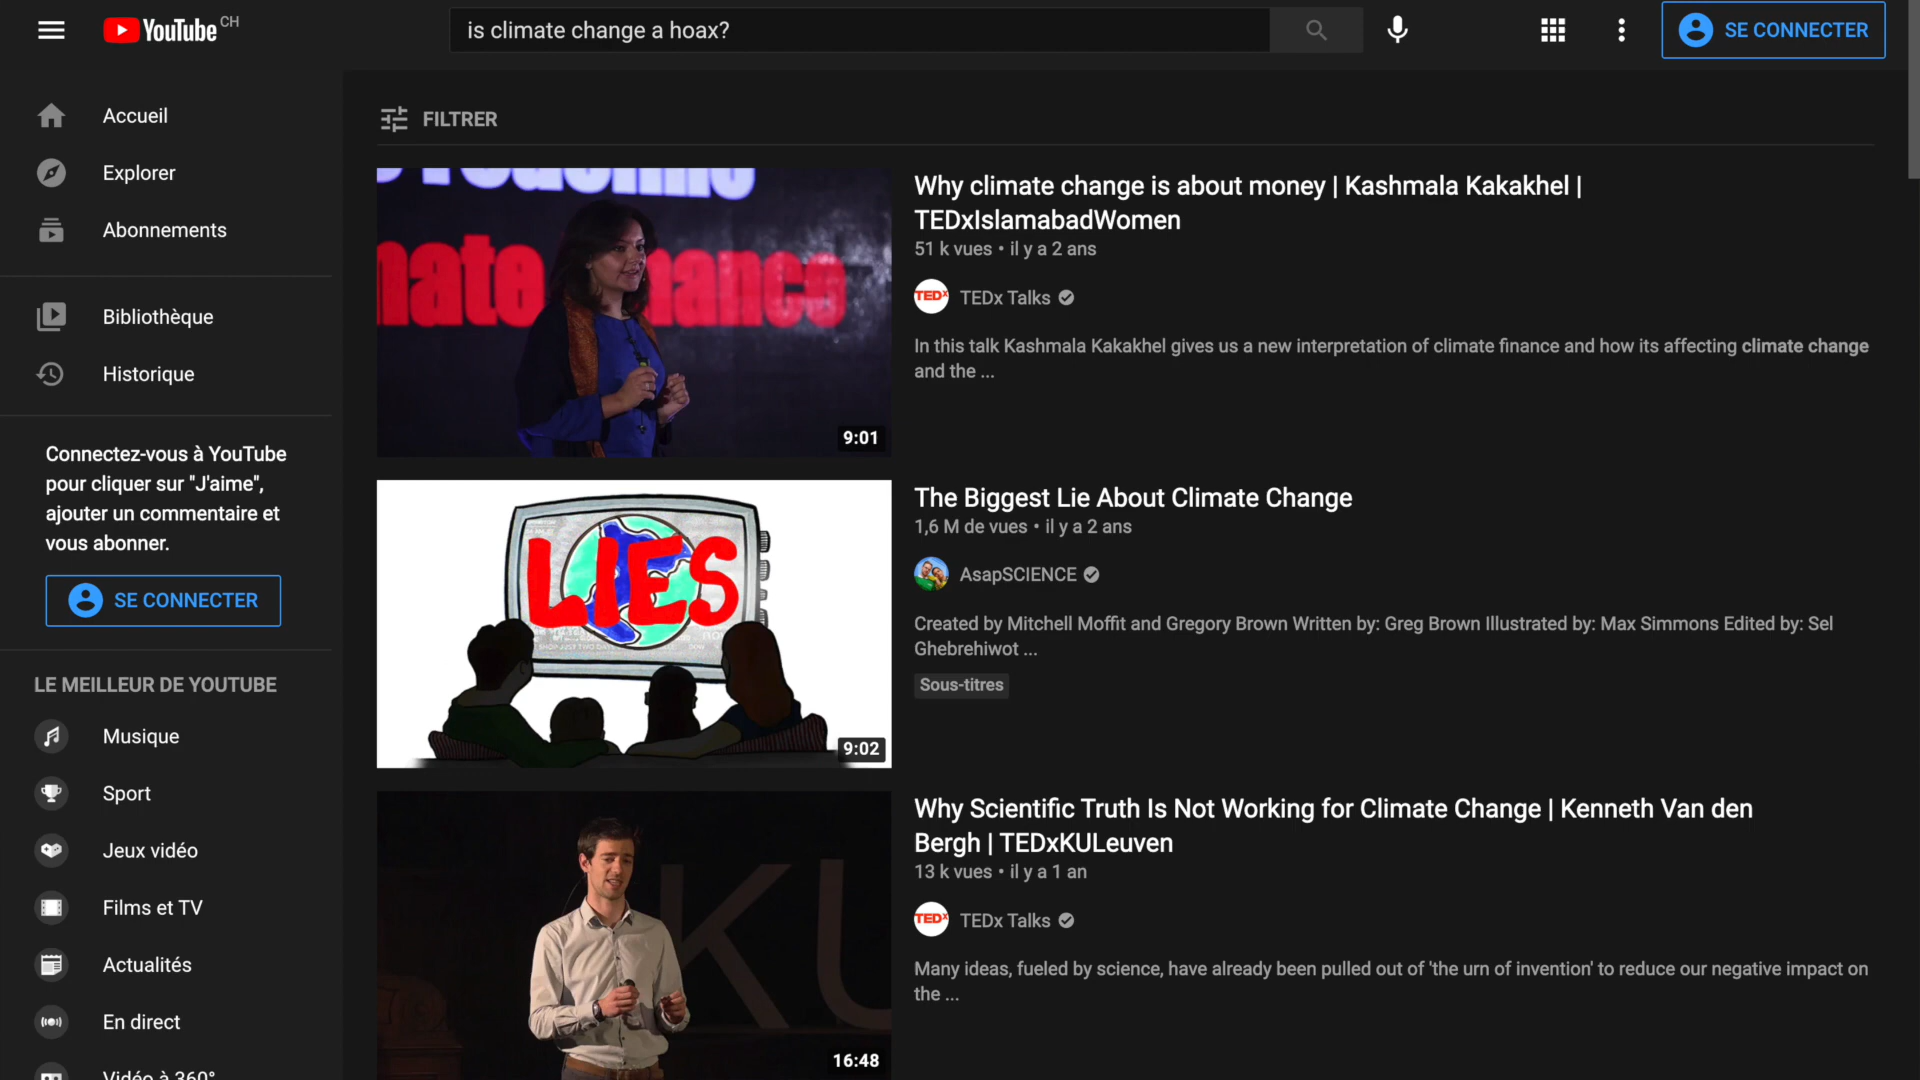 YouTube CH
is climate change a hoax?
SE CONNECTER
Accueil
Explorer
Abonnements
Bibliothèque
Historique
Connectez-vous à YouTube
pour cliquer sur "J'aime",
ajouter un commentaire et
vous abonner.
SE CONNECTER
LE MEILLEUR DE YOUTUBE
Musique
Sport
Jeux vidéo
Films et TV
Actualités
En direct
Vidéo à 360°
FILTRER
9:01
Why climate change is about money | Kashmala Kakakhel |
TEDxIslamabadWomen
51 k vues • il y a 2 ans
TEDx
TEDx Talks
In this talk Kashmala Kakakhel gives us a new interpretation of climate finance and how its affecting climate change
and the ...
LIES
9:02
The Biggest Lie About Climate Change
1,6 M de vues • il y a 2 ans
AsapSCIENCE
Created by Mitchell Moffit and Gregory Brown Written by: Greg Brown Illustrated by: Max Simmons Edited by: Sel
Ghebrehiwot ...
Sous-titres
KU
16:48
Why Scientific Truth Is Not Working for Climate Change | Kenneth Van den
Bergh | TEDxKULeuven
13 k vues • il y a 1 an
TEDx
TEDx Talks
Many ideas, fueled by science, have already been pulled out of 'the urn of invention' to reduce our negative impact on
the ...